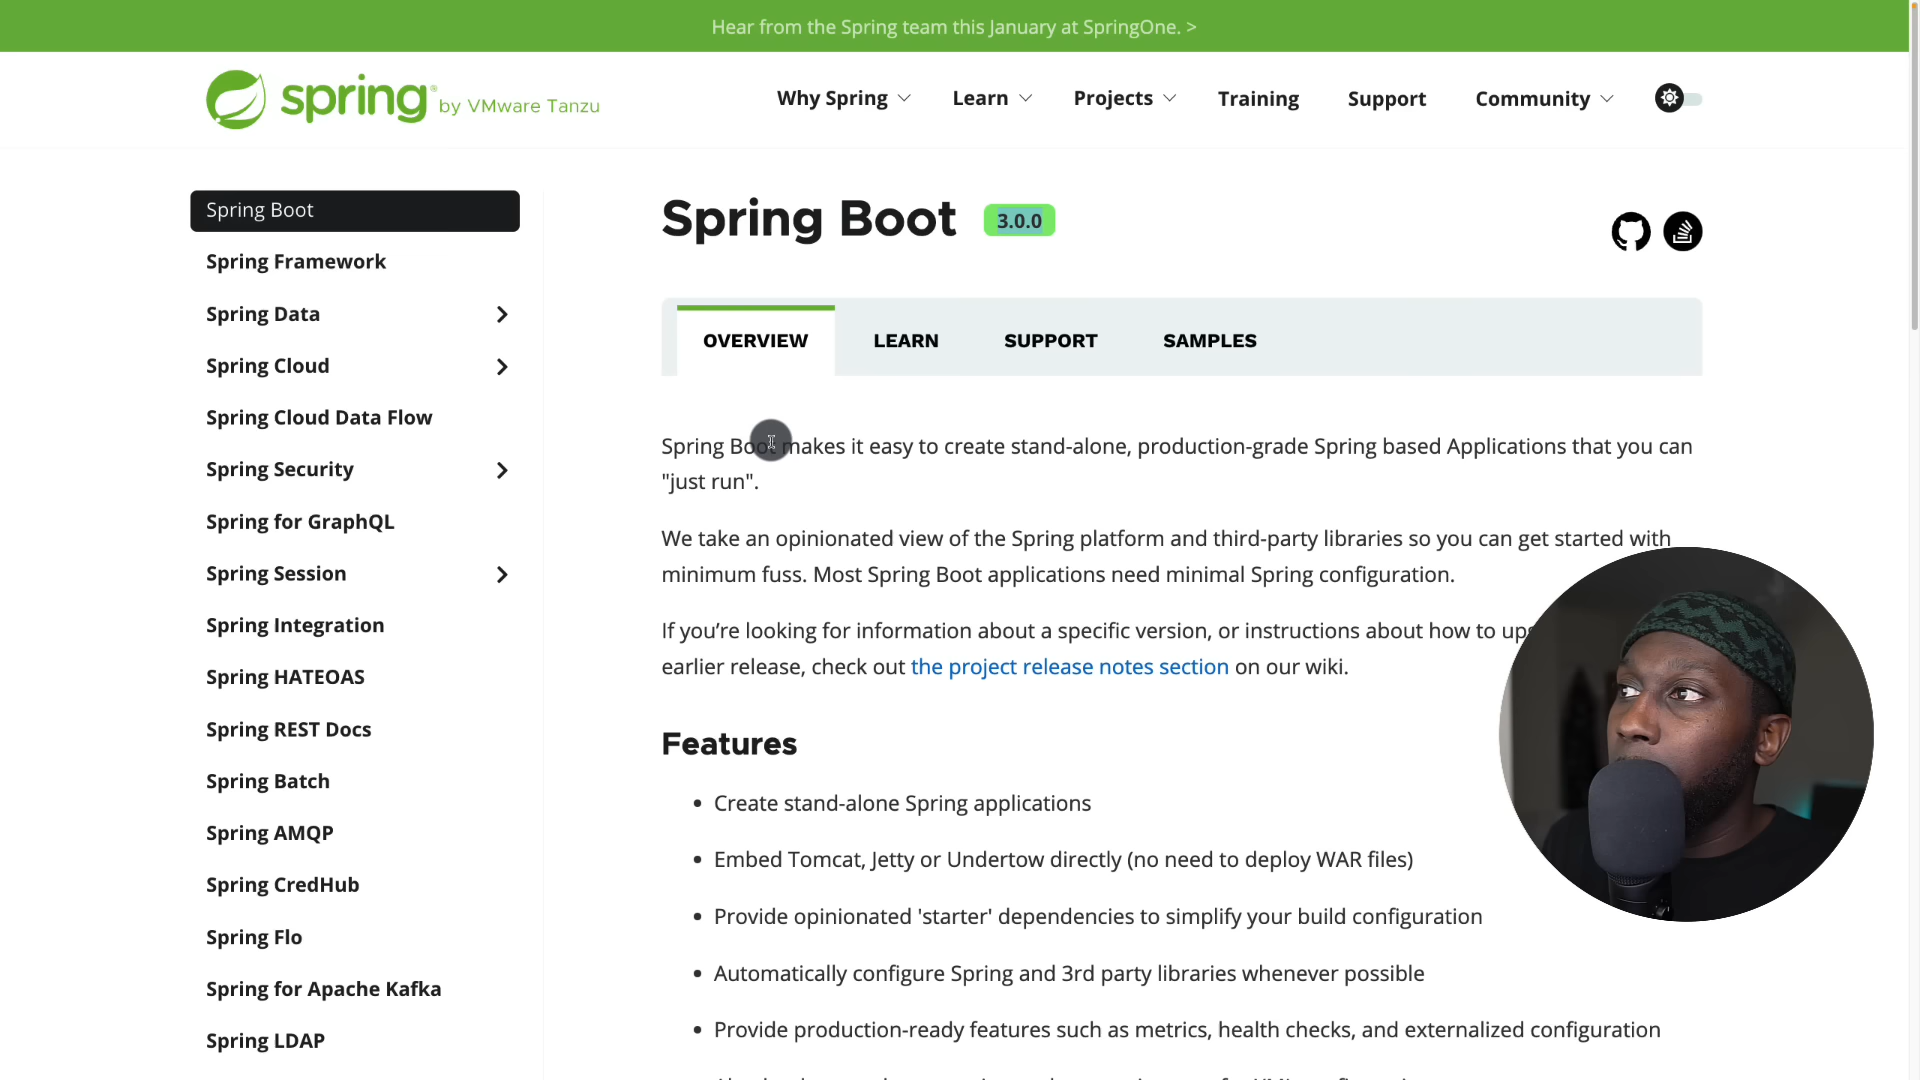 Hear from the Spring team this January at SpringOne. >
spring® by VMware Tanzu
Why Spring
Learn
Projects
Training
Support
Community
Spring Boot
Spring Framework
Spring Data
Spring Cloud
Spring Cloud Data Flow
Spring Security
Spring for GraphQL
Spring Session
Spring Integration
Spring HATEOAS
Spring REST Docs
Spring Batch
Spring AMQP
Spring CredHub
Spring Flo
Spring for Apache Kafka
Spring LDAP
Spring Boot 3.0.0
OVERVIEW
LEARN
SUPPORT
SAMPLES
Spring Boot makes it easy to create stand-alone, production-grade Spring based Applications that you can
"just run".
We take an opinionated view of the Spring platform and third-party libraries so you can get started with
minimum fuss. Most Spring Boot applications need minimal Spring configuration.
If you’re looking for information about a specific version, or instructions about how to
earlier release, check out the project release notes section on our wiki.
Features
• Create stand-alone Spring applications
• Embed Tomcat, Jetty or Undertow directly (no need to deploy WAR files)
• Provide opinionated 'starter' dependencies to simplify your build configuration
• Automatically configure Spring and 3rd party libraries whenever possible
• Provide production-ready features such as metrics, health checks, and externalized configuration